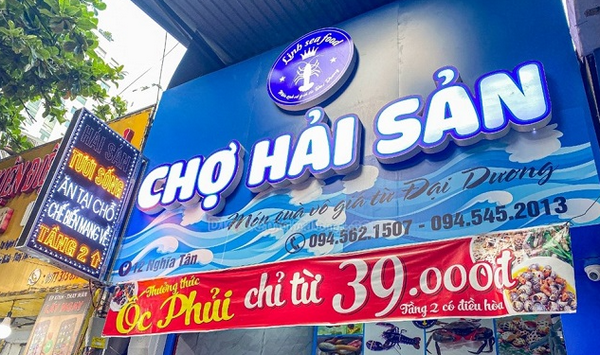 Linh sea food
CHỢ HẢI SẢN
Món quà vô giá từ Đại Dương
12 Nghĩa Tân
094.562.1507 - 094.545.2013
HẢI SẢN
TƯƠI SỐNG
ĂN TẠI CHỖ
CHẾ BIẾN MANG VỀ
TẦNG 2
Thưởng thức
Ốc Phủi chỉ từ 39.000đ
Tầng 2 có điều hòa